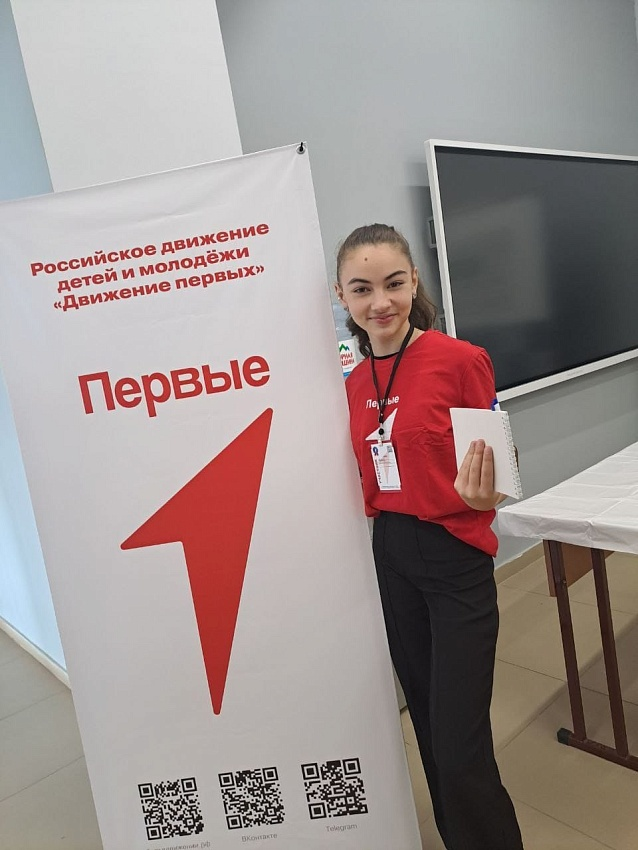 Российское движение
детей и молодёжи
«Движение первых»
Первые
Первые
ВКонтакте
Telegram